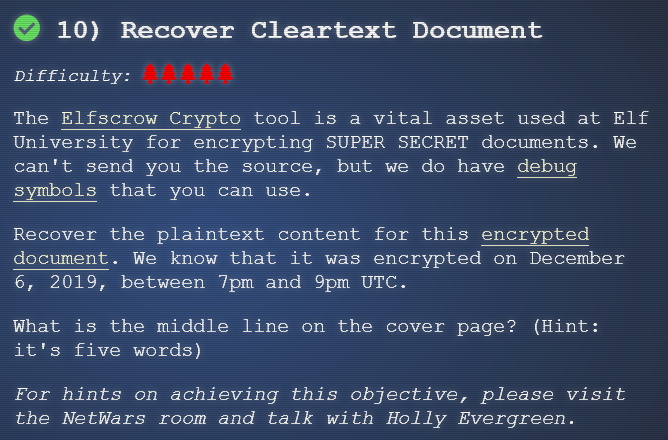 10) Recover Cleartext Document
Difficulty:
The Elfscrow Crypto tool is a vital asset used at Elf
University for encrypting SUPER SECRET documents. We
can't send you the source, but we do have debug
symbols that you can use.
Recover the plaintext content for this encrypted
document. We know that it was encrypted on December
6, 2019, between 7pm and 9pm UTC.
What is the middle line on the cover page? (Hint:
it's five words)
For hints on achieving this objective, please visit
the NetWars room and talk with Holly Evergreen.